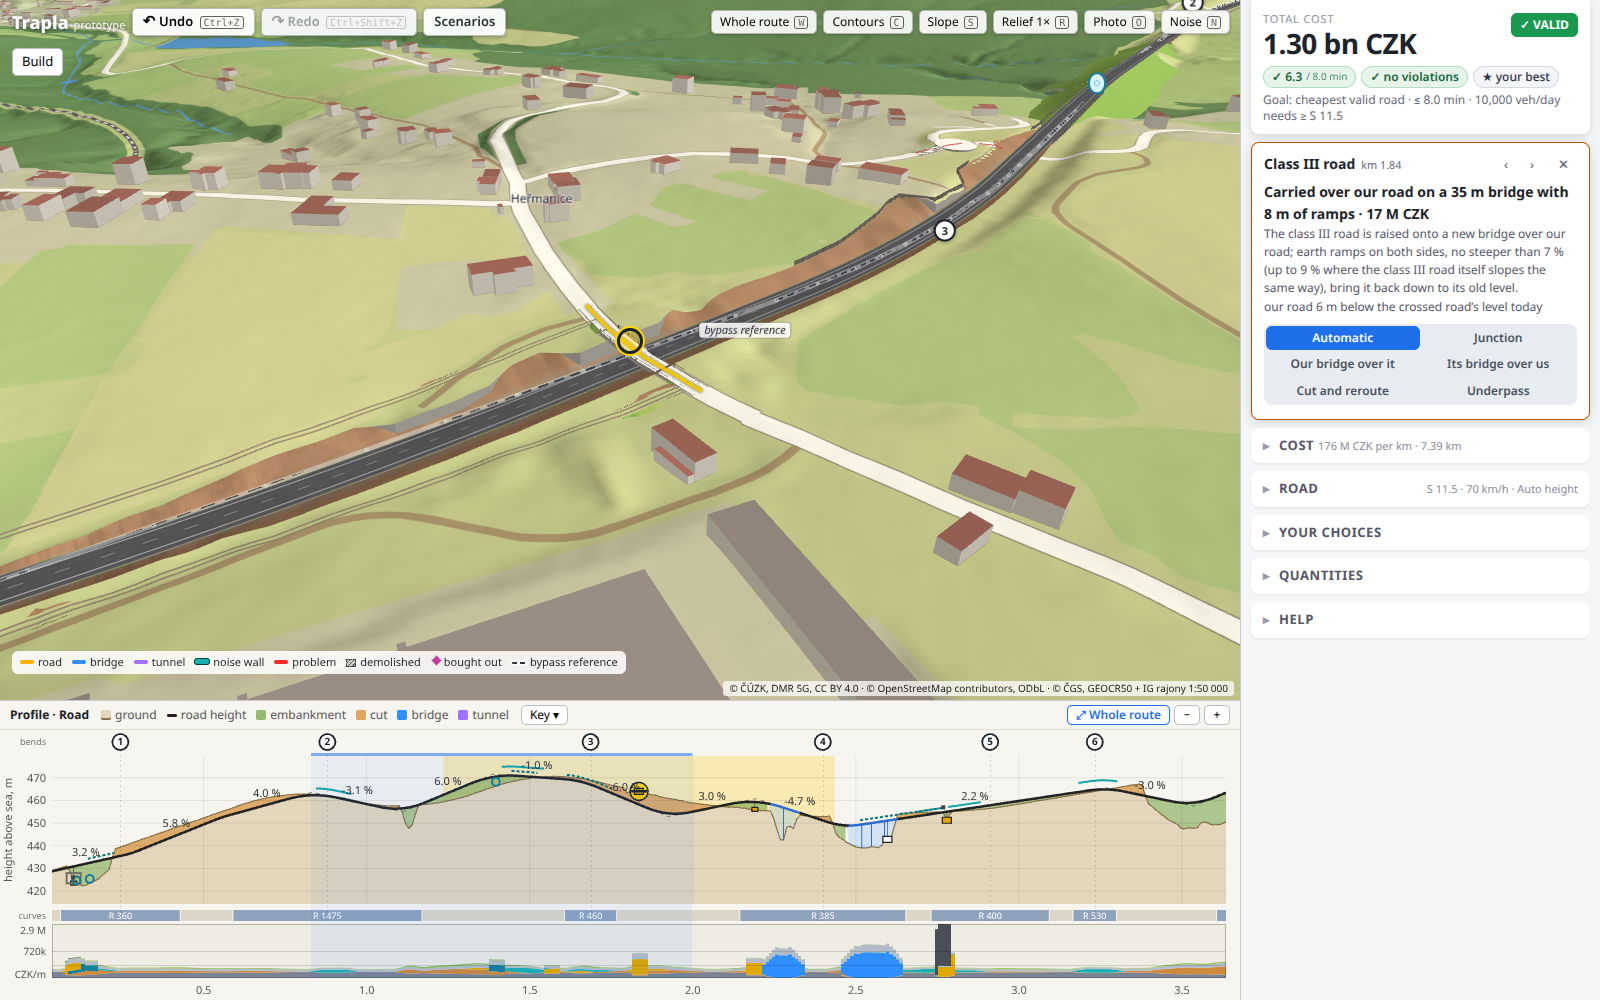 Trapla prototype
↶ Undo Ctrl+Z
↷ Redo Ctrl+Shift+Z
Scenarios
Whole route W
Contours C
Slope S
Relief 1× R
Photo O
Noise N
Build
2
Heřmanice
3
bypass reference
road
bridge
tunnel
noise wall
problem
demolished
bought out
bypass reference
© ČÚZK, DMR 5G, CC BY 4.0 · © OpenStreetMap contributors, ODbL · © ČGS, GEOCR50 + IG rajony 1:50 000
TOTAL COST
1.30 bn CZK
✓ VALID
✓ 6.3 / 8.0 min
✓ no violations
★ your best
Goal: cheapest valid road · ≤ 8.0 min · 10,000 veh/day
needs ≥ S 11.5
Class III road km 1.84
‹ › ✕
Carried over our road on a 35 m bridge with
8 m of ramps · 17 M CZK
The class III road is raised onto a new bridge over our
road; earth ramps on both sides, no steeper than 7 %
(up to 9 % where the class III road itself slopes the
same way), bring it back down to its old level.
our road 6 m below the crossed road's level today
Automatic
Junction
Our bridge over it
Its bridge over us
Cut and reroute
Underpass
▶ COST 176 M CZK per km · 7.39 km
▶ ROAD S 11.5 · 70 km/h · Auto height
▶ YOUR CHOICES
▶ QUANTITIES
▶ HELP
Profile · Road
ground
road height
embankment
cut
bridge
tunnel
Key ▾
⤢ Whole route
−
+
bends
1 2 3 4 5 6
height above sea, m
470
460
450
440
430
420
3.2 %
5.8 %
4.0 %
-3.1 %
6.0 %
-1.0 %
-6.0
3.0 %
-4.7 %
2.2 %
-3.0 %
curves
R 360
R 1475
R 460
R 385
R 400
R 530
2.9 M
720k
CZK/m
0.5 1.0 1.5 2.0 2.5 3.0 3.5